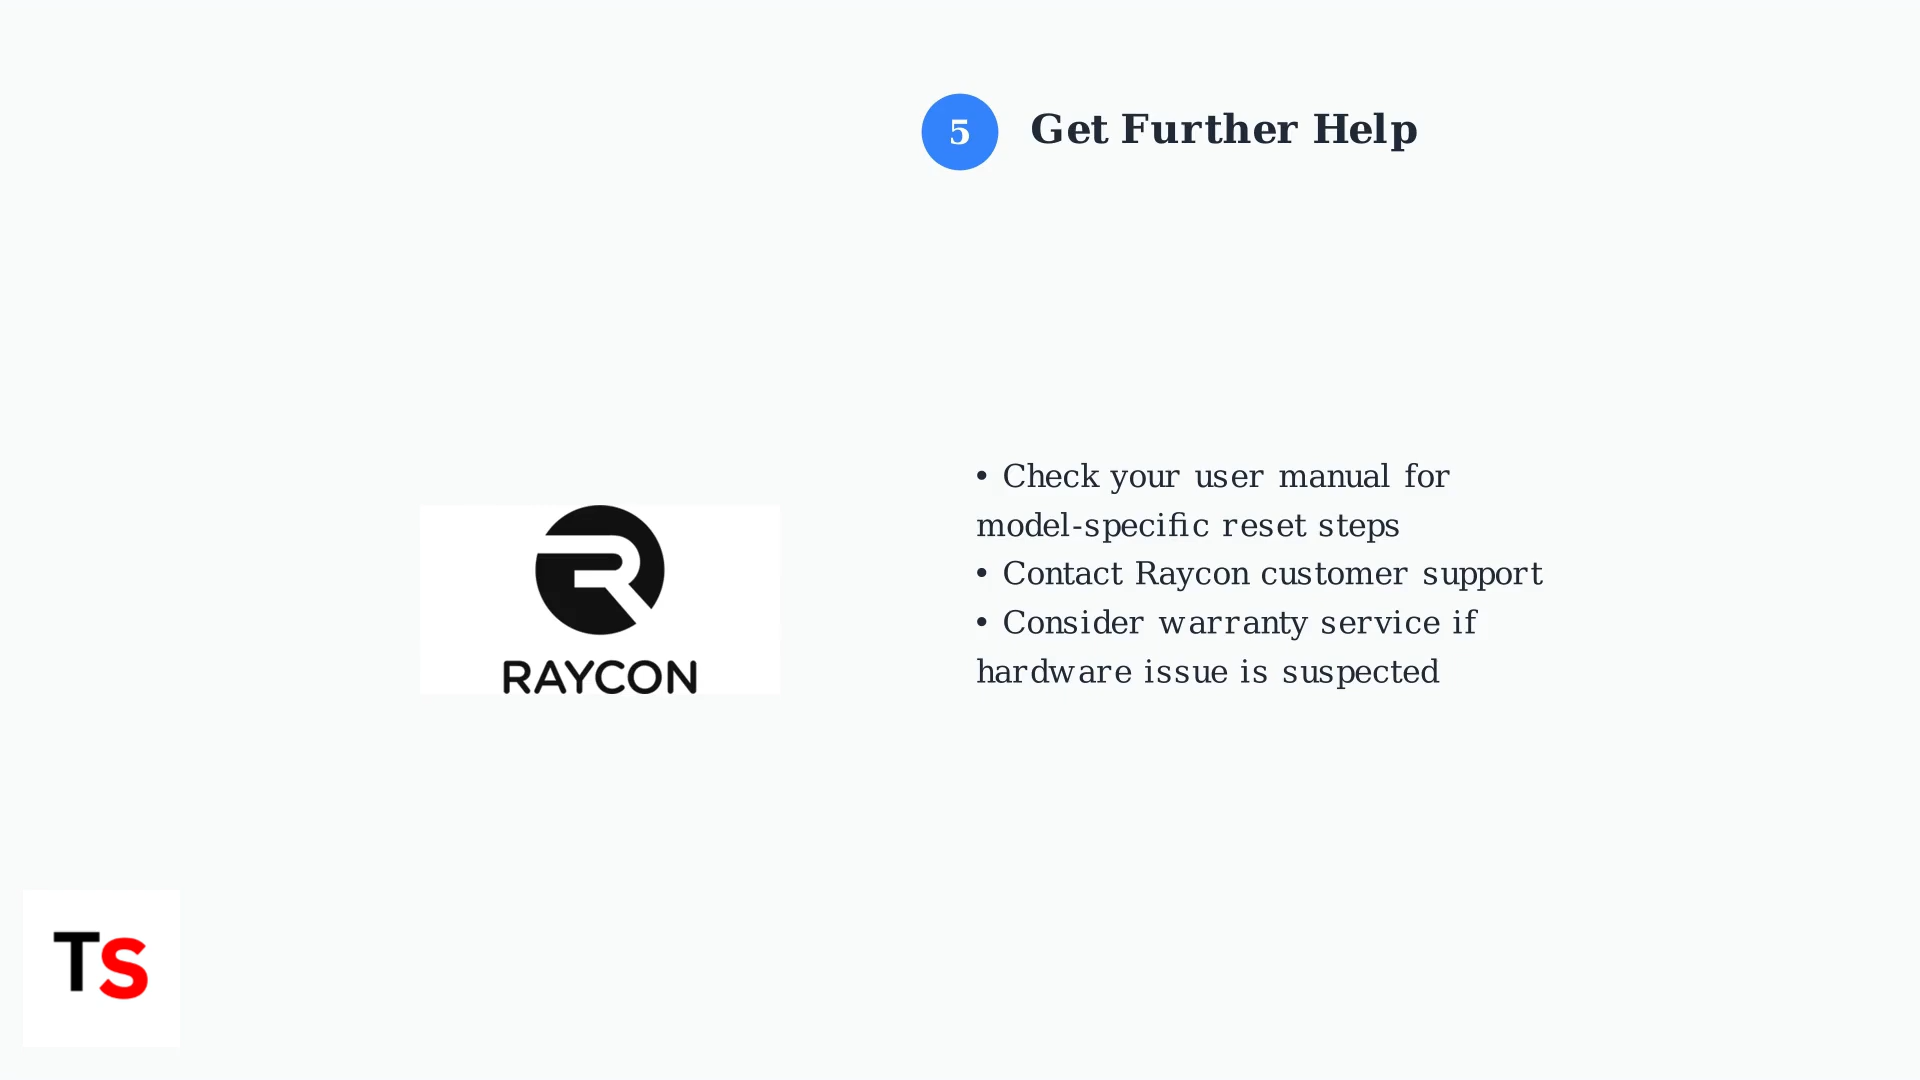 5 Get Further Help
• Check your user manual for
model-specific reset steps
• Contact Raycon customer support
• Consider warranty service if
hardware issue is suspected
RAYCON
TS